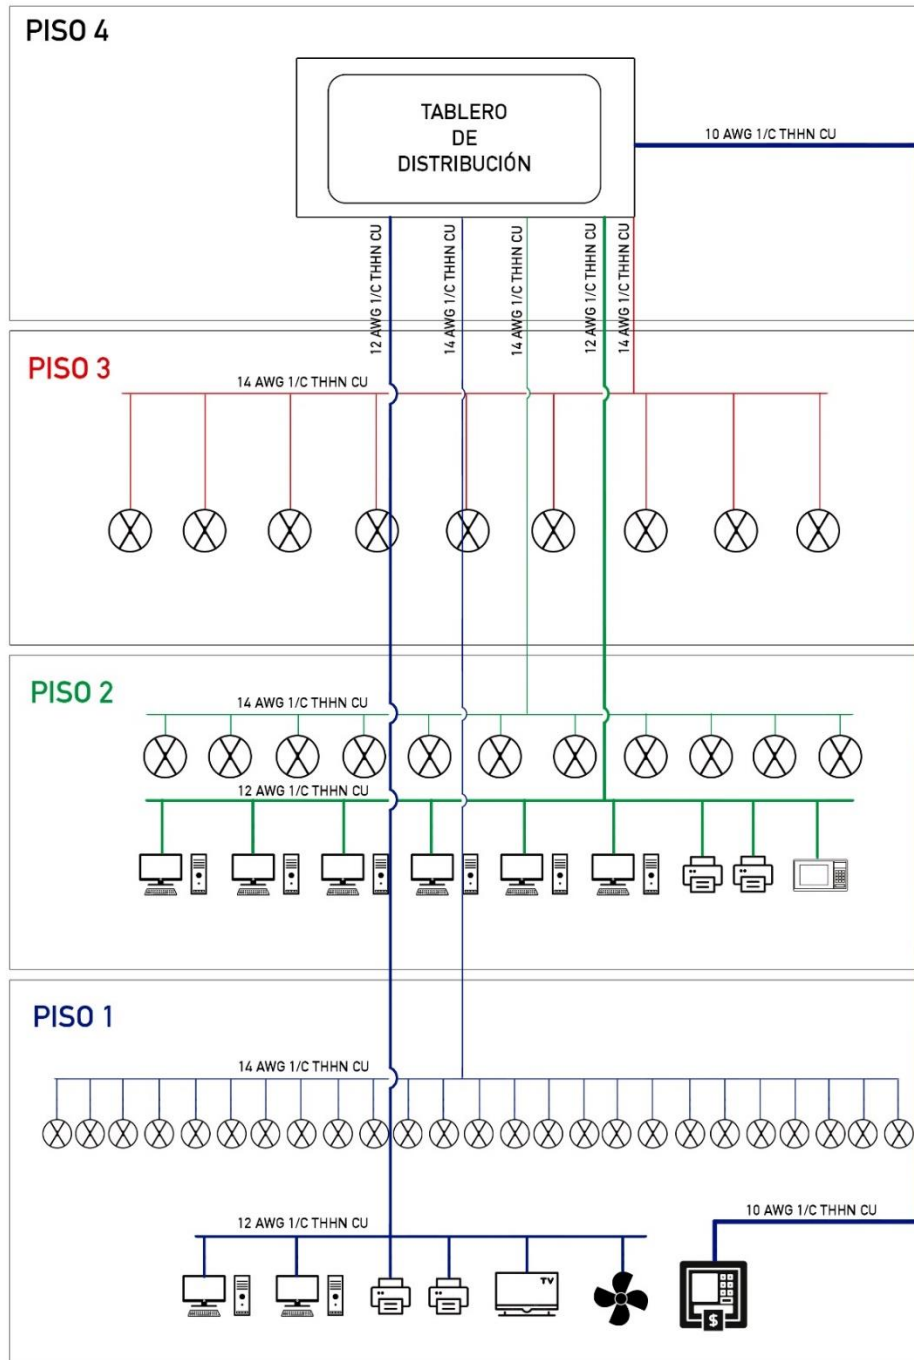 PISO 4
TABLERO
DE
DISTRIBUCIÓN
10 AWG 1/C THHN CU
12 AWG 1/C THHN CU
14 AWG 1/C THHN CU
14 AWG 1/C THHN CU
12 AWG 1/C THHN CU
14 AWG 1/C THHN CU
PISO 3
14 AWG 1/C THHN CU
PISO 2
14 AWG 1/C THHN CU
12 AWG 1/C THHN CU
PISO 1
14 AWG 1/C THHN CU
12 AWG 1/C THHN CU
10 AWG 1/C THHN CU
TV
$